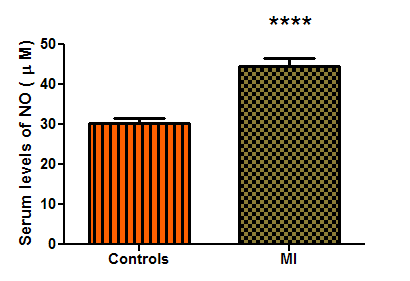 ****
Serum levels of NO ( μ M)
50
40
30
20
10
0
Controls
MI